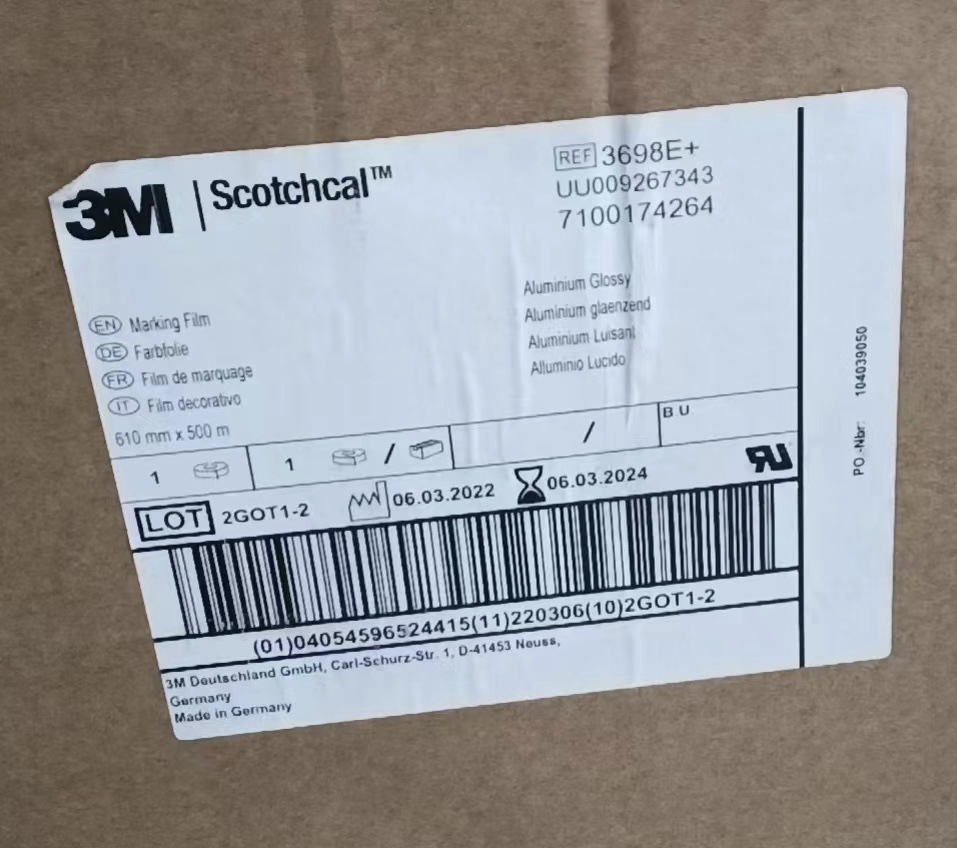 3M | Scotchcal™
REF 3698E+
UU009267343
7100174264
EN Marking Film
DE Farbfolie
FR Film de marquage
IT Film decorativo
610 mm x 500 m
Aluminium Glossy
Aluminium glaenzend
Aluminium Luisant
Alluminio Lucido
1
1 /
/
B U
LOT 2GOT1-2
06.03.2022
06.03.2024
RU
(01)04054596524415(11)220306(10)2GOT1-2
3M Deutschland GmbH, Carl-Schurz-Str. 1, D-41453 Neuss,
Germany
Made in Germany
PO.-Nbr: 104039050